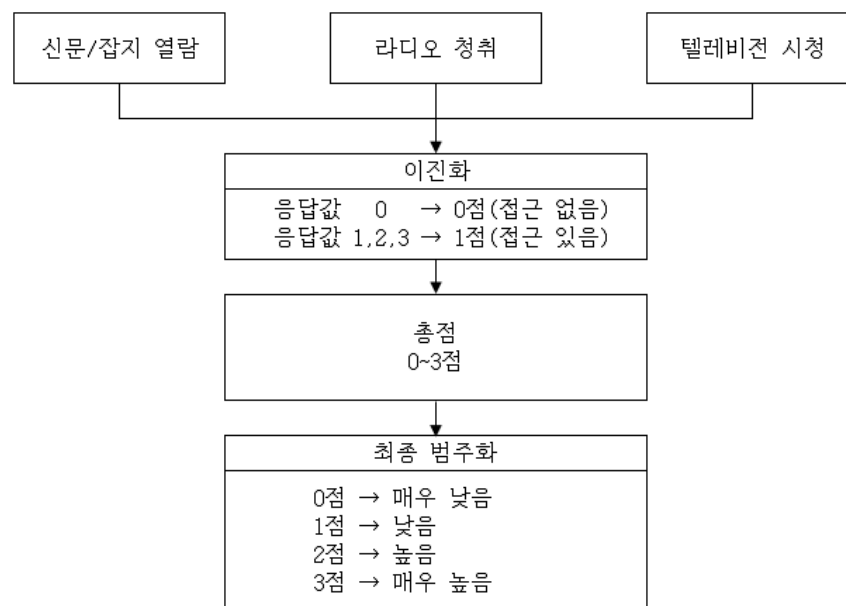 신문/잡지 열람
라디오 청취
텔레비전 시청
이진화
응답값 0 → 0점(접근 없음)
응답값 1,2,3 → 1점(접근 있음)
총점
0~3점
최종 범주화
0점 → 매우 낮음
1점 → 낮음
2점 → 높음
3점 → 매우 높음